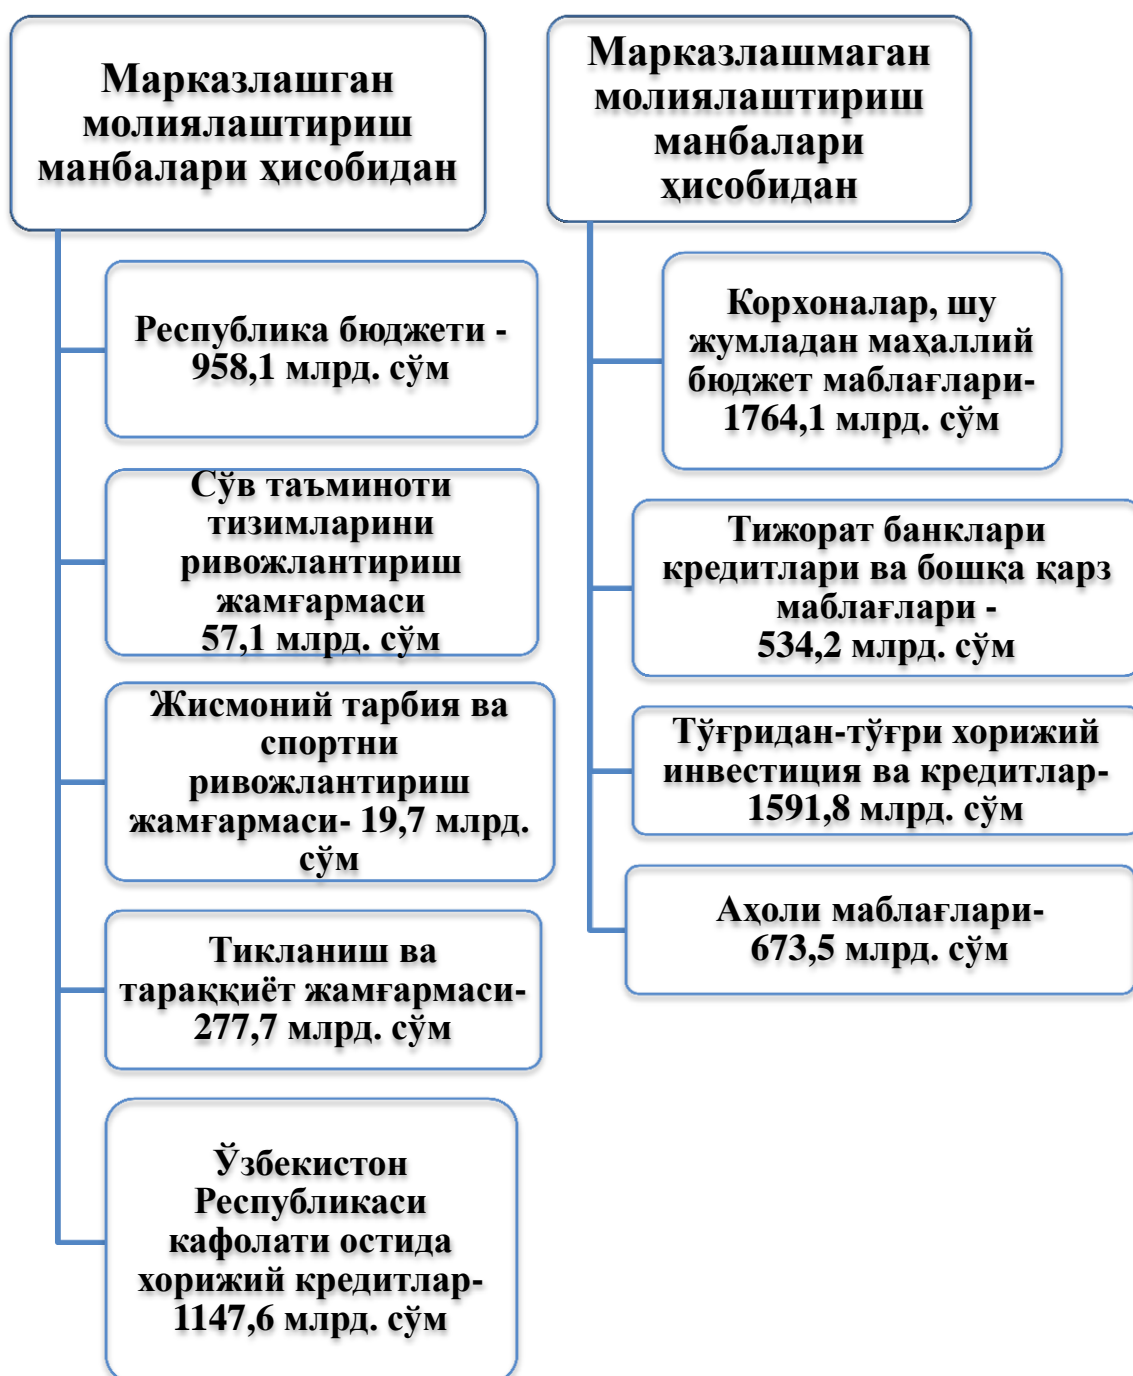 Марказлашган
молиялаштириш
манбалари ҳисобидан
Республика бюджети -
958,1 млрд. сўм
Сўв таъминоти
тизимларини
ривожлантириш
жамғармаси
57,1 млрд. сўм
Жисмоний тарбия ва
спортни
ривожлантириш
жамғармаси- 19,7 млрд.
сўм
Тикланиш ва
тараққиёт жамғармаси-
277,7 млрд. сўм
Ўзбекистон
Республикаси
кафолати остида
хорижий кредитлар-
1147,6 млрд. сўм
Марказлашмаган
молиялаштириш
манбалари
ҳисобидан
Корхоналар, шу
жумладан маҳаллий
бюджет маблағлари-
1764,1 млрд. сўм
Тижорат банклари
кредитлари ва бошқа қарз
маблағлари -
534,2 млрд. сўм
Тўғридан-тўғри хорижий
инвестиция ва кредитлар-
1591,8 млрд. сўм
Аҳоли маблағлари-
673,5 млрд. сўм